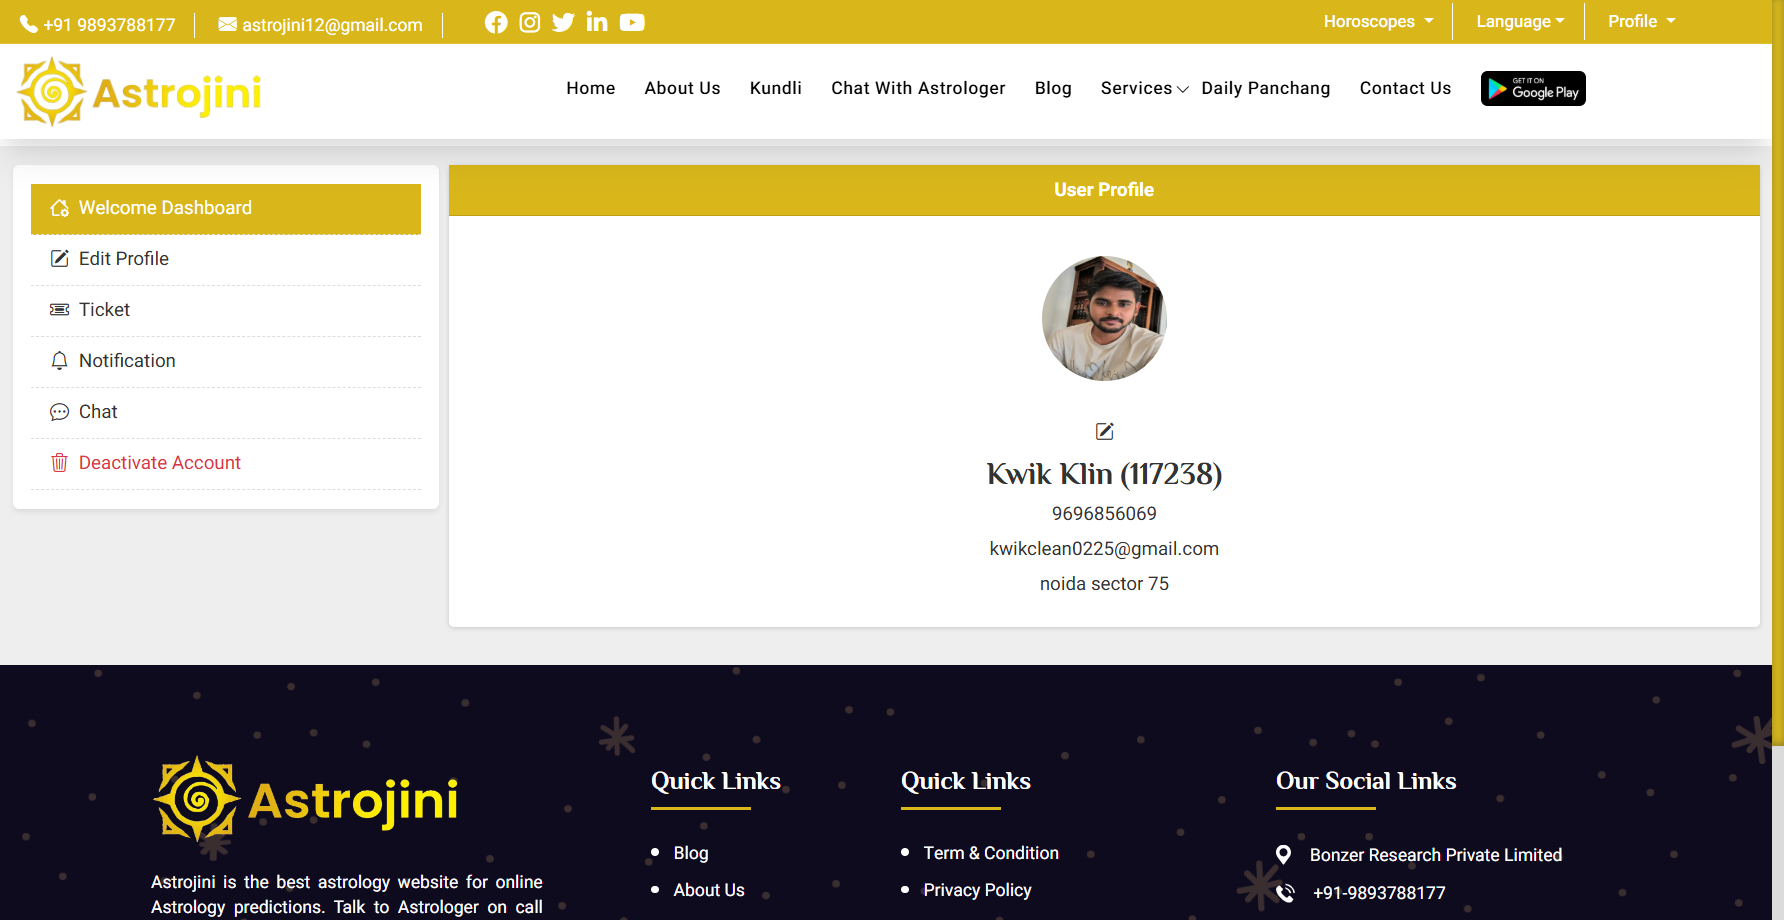 +91 9893788177
astrojini12@gmail.com
Horoscopes
Language
Profile
Astrojini
Home
About Us
Kundli
Chat With Astrologer
Blog
Services
Daily Panchang
Contact Us
GET IT ON
Google Play
Welcome Dashboard
Edit Profile
Ticket
Notification
Chat
Deactivate Account
User Profile
Kwik Klin (117238)
9696856069
kwikclean0225@gmail.com
noida sector 75
Astrojini
Astrojini is the best astrology website for online
Astrology predictions. Talk to Astrologer on call
Quick Links
Blog
About Us
Quick Links
Term & Condition
Privacy Policy
Our Social Links
Bonzer Research Private Limited
+91-9893788177